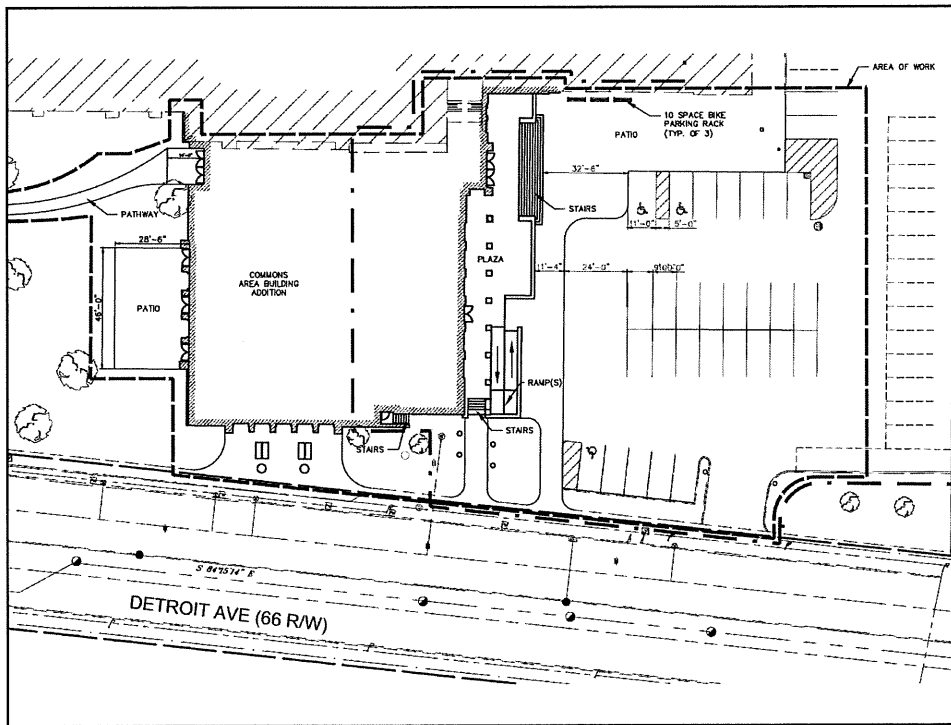 AREA OF WORK
10 SPACE BIKE
PARKING RACK
(TYP. OF 3)
PATIO
32'-6"
STAIRS
11'-0"
5'-0"
PATHWAY
28'-6"
PLAZA
11'-4"
24'-0"
COMMONS
AREA BUILDING
ADDITION
PATIO
46'-0"
RAMP(S)
STAIRS
STAIRS
DETROIT AVE (66 R/W)